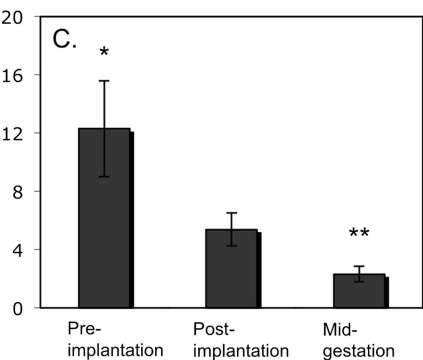 20
C.
*
16
12
8
**
4
0
Pre-
implantation
Post-
implantation
Mid-
gestation